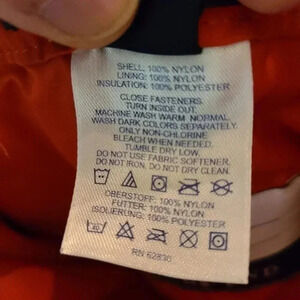 SHELL: 100% NYLON
LINING: 100% NYLON
INSULATION: 100% POLYESTER
CLOSE FASTENERS.
TURN INSIDE OUT.
MACHINE WASH WARM NORMAL.
WASH DARK COLORS SEPARATELY.
ONLY NON-CHLORINE
BLEACH WHEN NEEDED.
TUMBLE DRY LOW.
DO NOT USE FABRIC SOFTENER.
DO NOT IRON. DO NOT DRY CLEAN.
OBERSTOFF: 100% NYLON
FUTTER: 100% NYLON
ISOLIERUNG: 100% POLYESTER
RN 62830